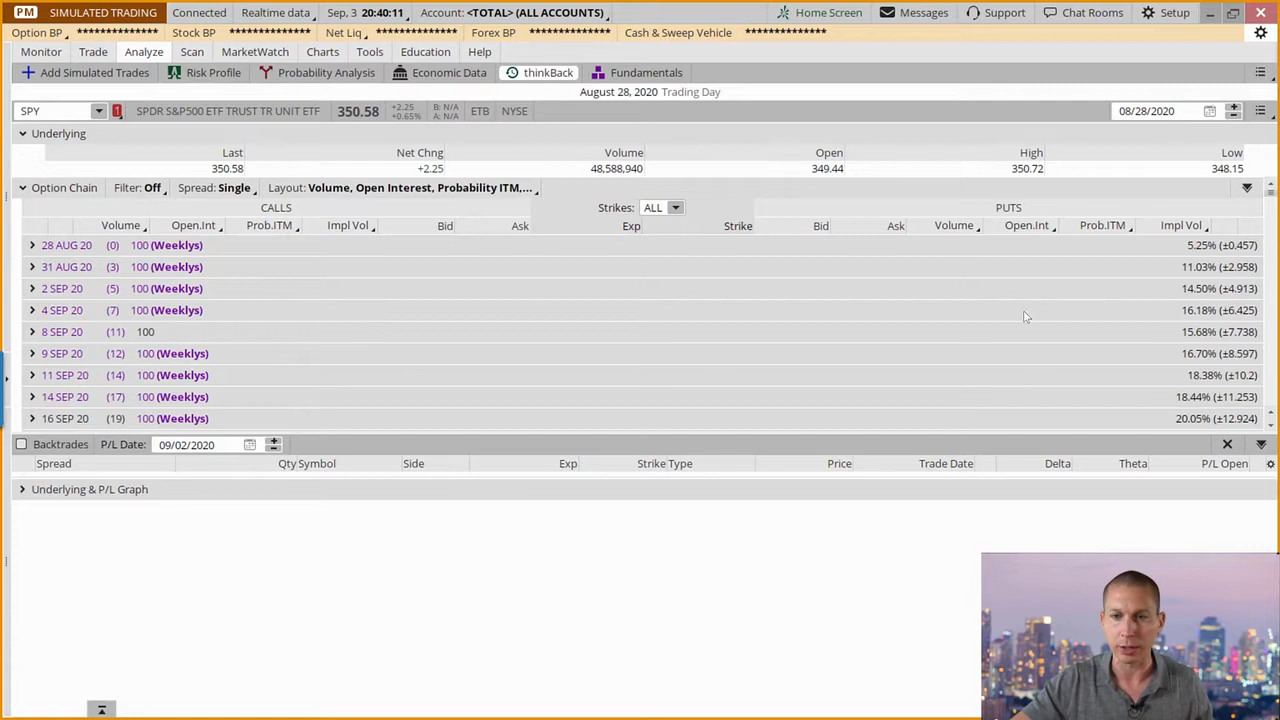 PM SIMULATED TRADING Connected Realtime data Sep, 3 20:40:11 Account: <TOTAL> (ALL ACCOUNTS) Home Screen Messages Support Chat Rooms Setup
Option BP ************** Stock BP ************** Net Liq ************** Forex BP ************** Cash & Sweep Vehicle **************
Monitor Trade Analyze Scan MarketWatch Charts Tools Education Help
Add Simulated Trades Risk Profile Probability Analysis Economic Data thinkBack Fundamentals
August 28, 2020 Trading Day
SPY 1 SPDR S&P500 ETF TRUST TR UNIT ETF 350.58 +2.25 +0.65% B: N/A A: N/A ETB NYSE 08/28/2020
Underlying
Last Net Chng Volume Open High Low
350.58 +2.25 48,588,940 349.44 350.72 348.15
Option Chain Filter: Off Spread: Single Layout: Volume, Open Interest, Probability ITM,...
CALLS Strikes: ALL PUTS
Volume Open.Int Prob.ITM Impl Vol Bid Ask Exp Strike Bid Ask Volume Open.Int Prob.ITM Impl Vol
28 AUG 20 (0) 100 (Weeklys) 5.25% (±0.457)
31 AUG 20 (3) 100 (Weeklys) 11.03% (±2.958)
2 SEP 20 (5) 100 (Weeklys) 14.50% (±4.913)
4 SEP 20 (7) 100 (Weeklys) 16.18% (±6.425)
8 SEP 20 (11) 100 15.68% (±7.738)
9 SEP 20 (12) 100 (Weeklys) 16.70% (±8.597)
11 SEP 20 (14) 100 (Weeklys) 18.38% (±10.2)
14 SEP 20 (17) 100 (Weeklys) 18.44% (±11.253)
16 SEP 20 (19) 100 (Weeklys) 20.05% (±12.924)
Backtrades P/L Date: 09/02/2020
Spread Qty Symbol Side Exp Strike Type Price Trade Date Delta Theta P/L Open
Underlying & P/L Graph